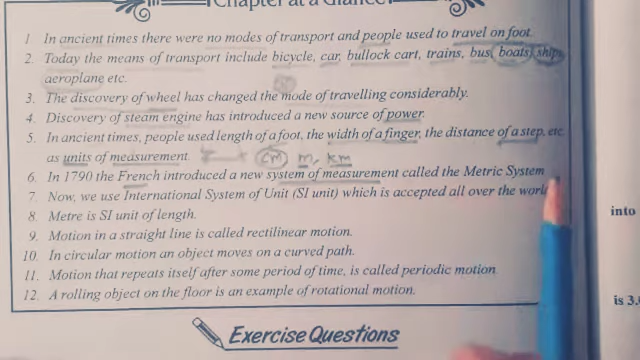 Chapter at a Glance
1. In ancient times there were no modes of transport and people used to travel on foot.
2. Today the means of transport include bicycle, car, bullock cart, trains, bus, boats, ship,
aeroplane etc.
3. The discovery of wheel has changed the mode of travelling considerably.
4. Discovery of steam engine has introduced a new source of power.
5. In ancient times, people used length of a foot, the width of a finger, the distance of a step, etc.
as units of measurement. cm m, km
6. In 1790 the French introduced a new system of measurement called the Metric System
7. Now, we use International System of Unit (SI unit) which is accepted all over the world
8. Metre is SI unit of length.
9. Motion in a straight line is called rectilinear motion.
10. In circular motion an object moves on a curved path.
11. Motion that repeats itself after some period of time, is called periodic motion.
12. A rolling object on the floor is an example of rotational motion.
Exercise Questions
into
is 3.